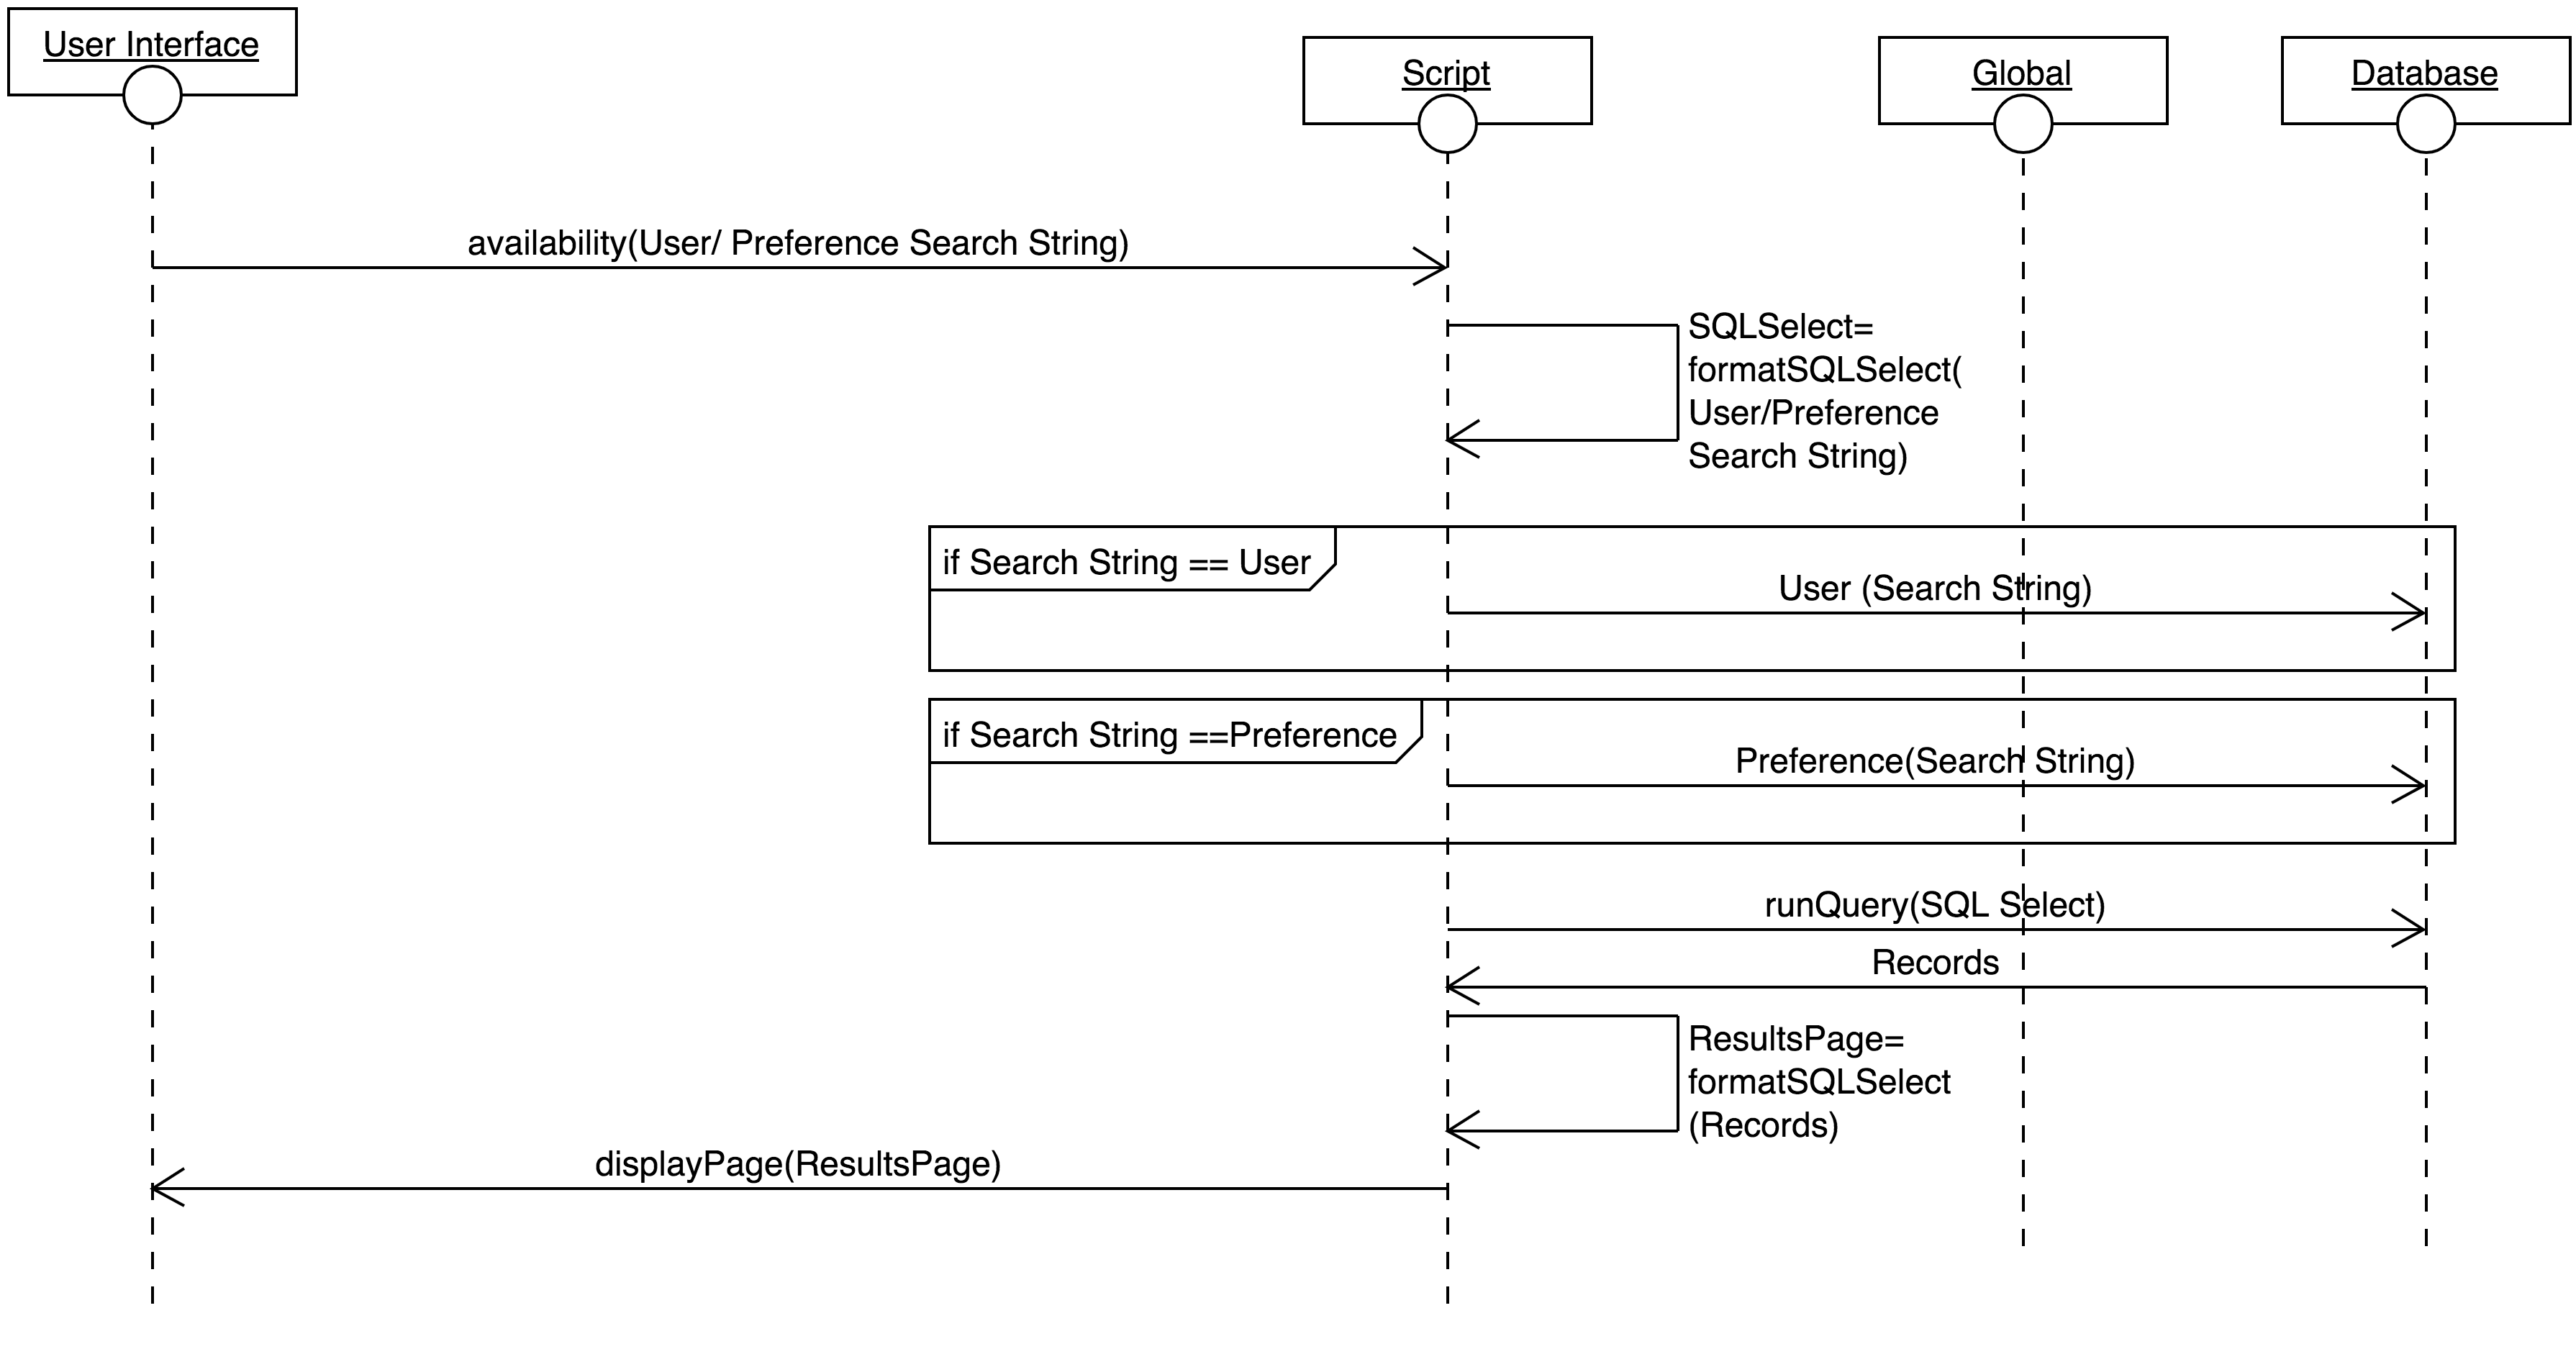 User Interface
Script
Global
Database
availability(User/ Preference Search String)
SQLSelect=
formatSQLSelect(
User/Preference
Search String)
if Search String == User
User (Search String)
if Search String ==Preference
Preference(Search String)
runQuery(SQL Select)
Records
ResultsPage=
formatSQLSelect
(Records)
displayPage(ResultsPage)